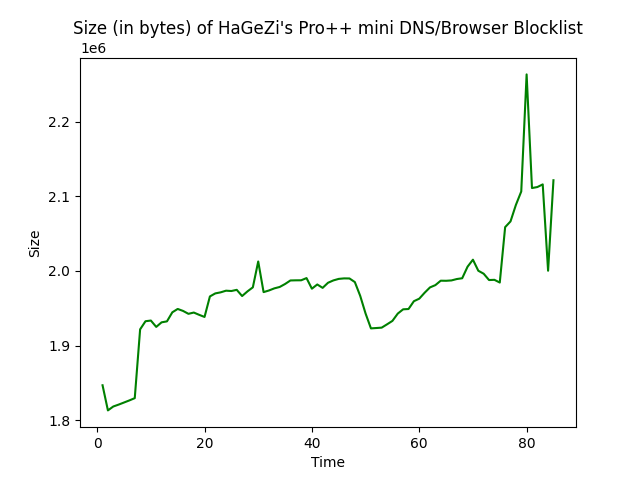 Size (in bytes) of HaGeZi's Pro++ mini DNS/Browser Blocklist
1e6
2.2
2.1
2.0
1.9
1.8
Size
0 20 40 60 80
Time